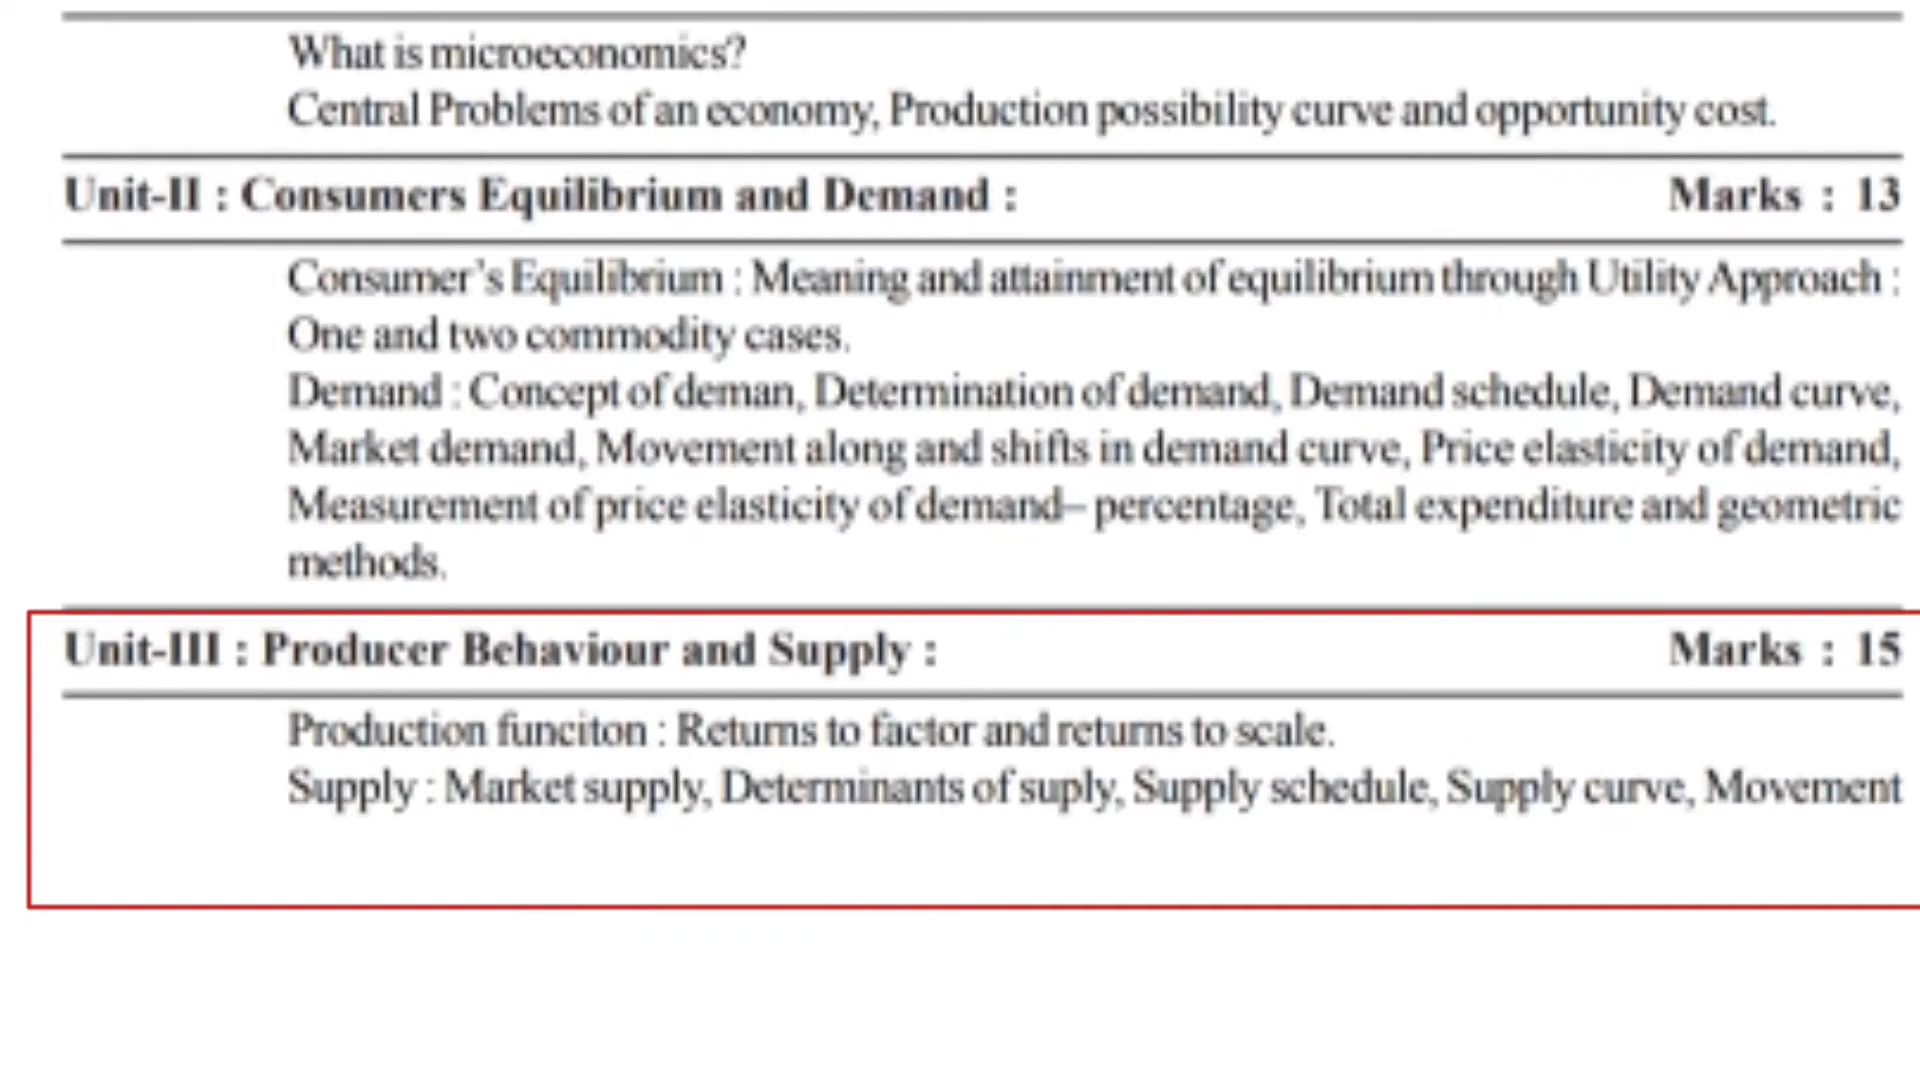 What is microeconomics?
Central Problems of an economy, Production possibility curve and opportunity cost.
Unit-II : Consumers Equilibrium and Demand : Marks : 13
Consumer's Equilibrium : Meaning and attainment of equilibrium through Utility Approach :
One and two commodity cases.
Demand : Concept of deman, Determination of demand, Demand schedule, Demand curve,
Market demand, Movement along and shifts in demand curve, Price elasticity of demand,
Measurement of price elasticity of demand– percentage, Total expenditure and geometric
methods.
Unit-III : Producer Behaviour and Supply : Marks : 15
Production funciton : Returns to factor and returns to scale.
Supply : Market supply, Determinants of suply, Supply schedule, Supply curve, Movement